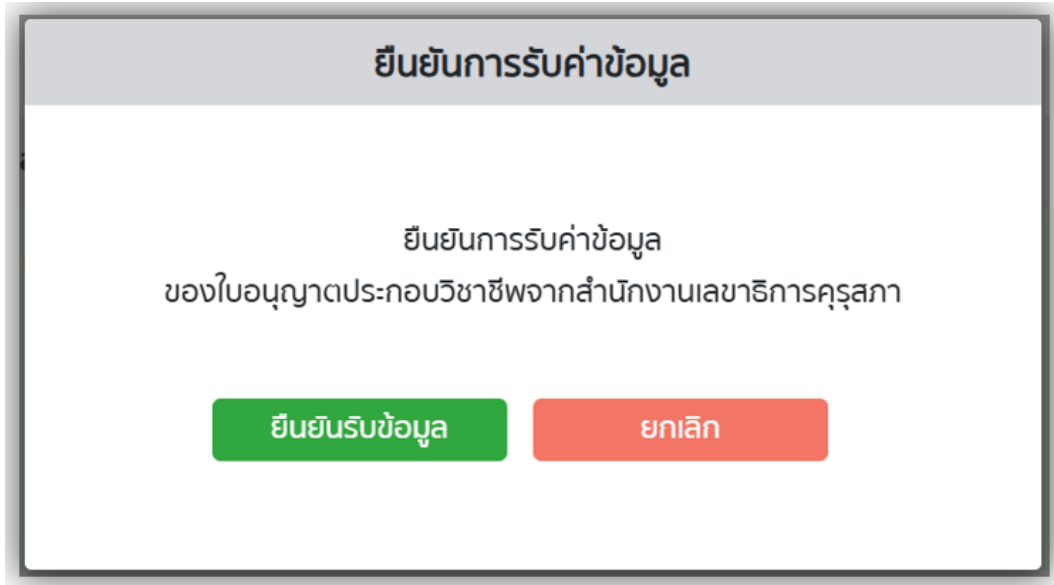 ยืนยันการรับค่าข้อมูล
ยืนยันการรับค่าข้อมูล
ของใบอนุญาตประกอบวิชาชีพจากสำนักงานเลขาธิการคุรุสภา
ยืนยันรับข้อมูล
ยกเลิก